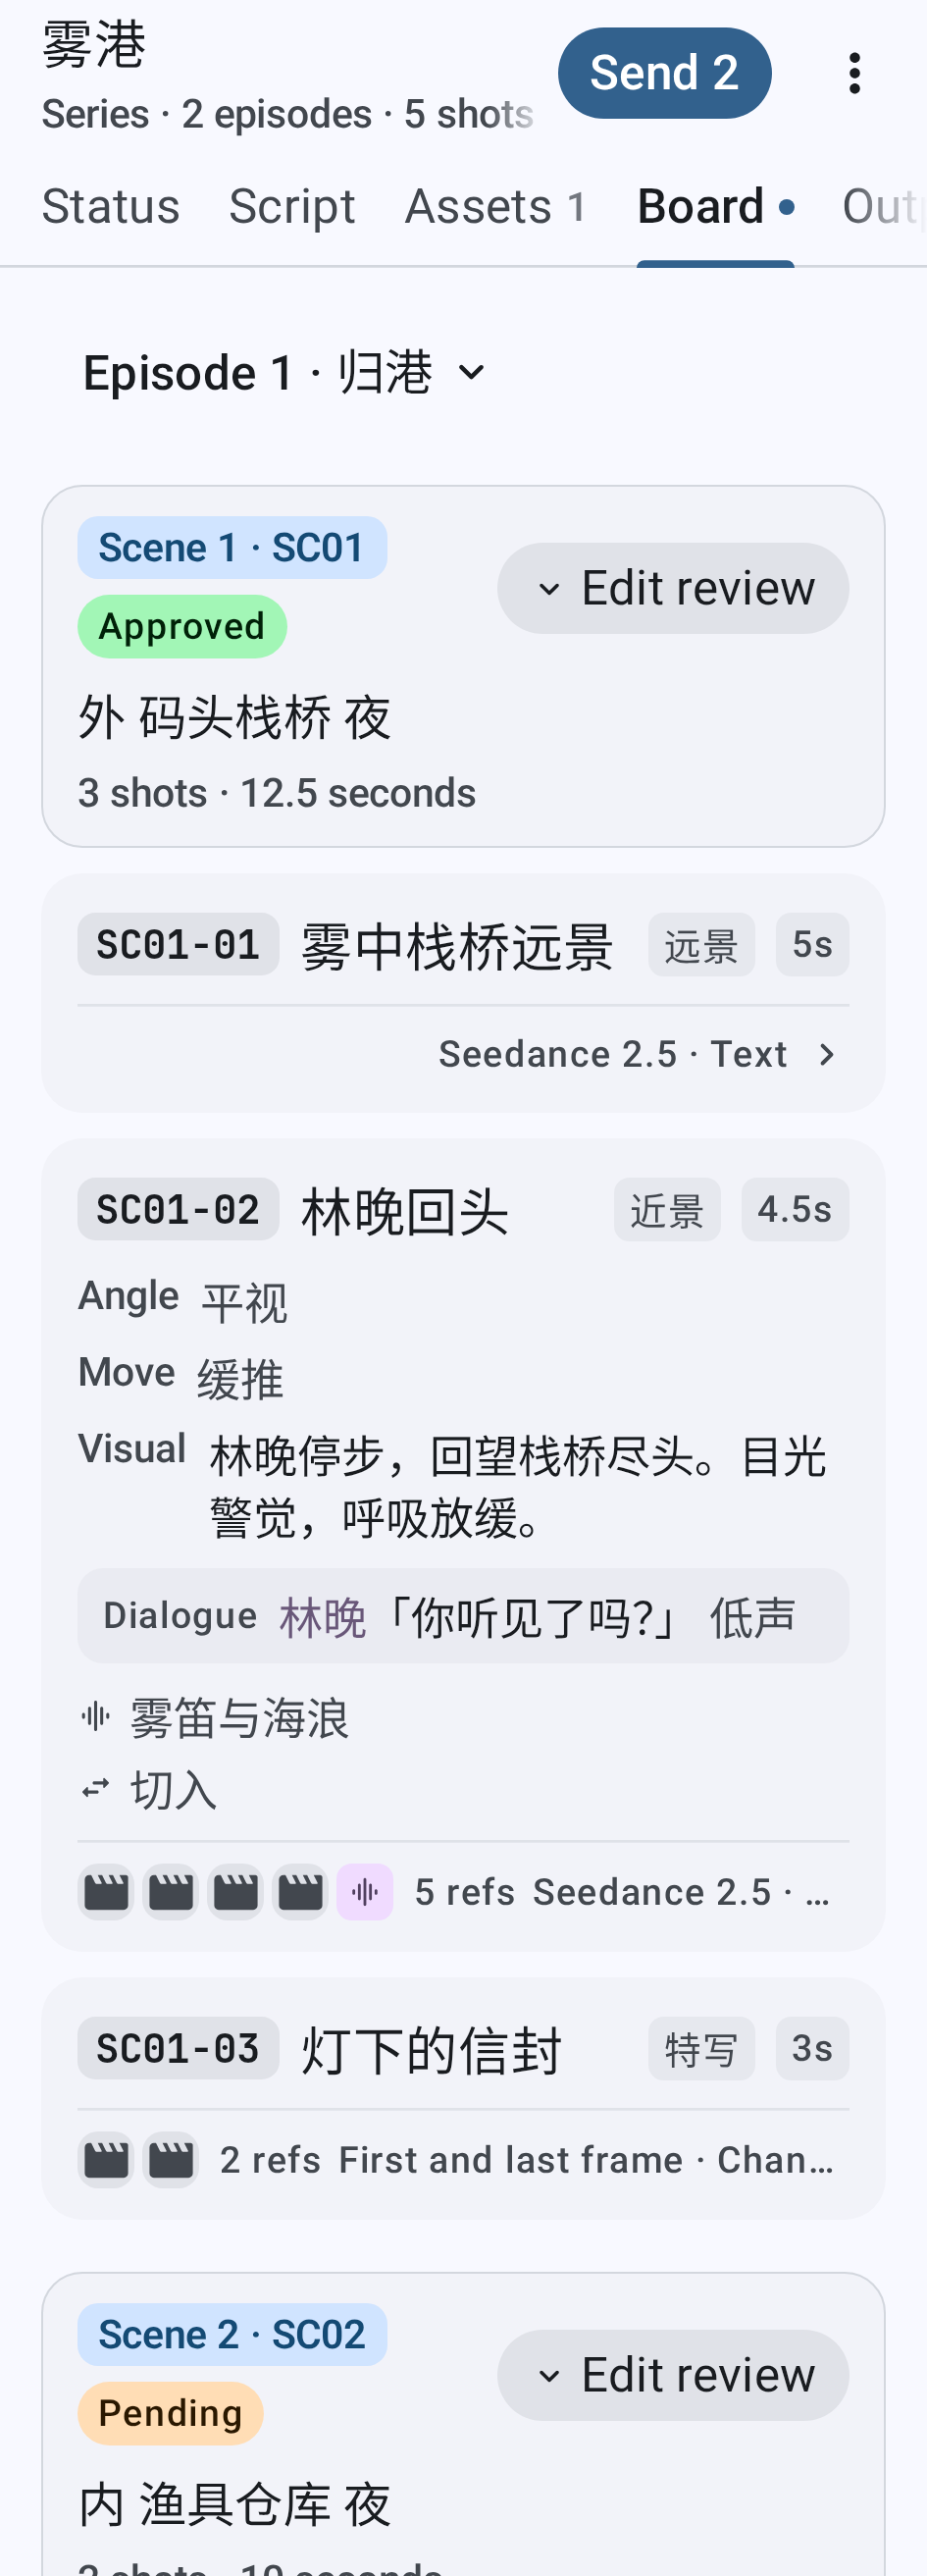 雾港
Send 2
Series · 2 episodes · 5 shots
Status Script Assets 1 Board Out
Episode 1 · 归港
Scene 1 · SC01
Approved
Edit review
外 码头栈桥 夜
3 shots · 12.5 seconds
SC01-01 雾中栈桥远景 远景 5s
Seedance 2.5 · Text
SC01-02 林晚回头 近景 4.5s
Angle 平视
Move 缓推
Visual 林晚停步，回望栈桥尽头。目光
警觉，呼吸放缓。
Dialogue 林晚「你听见了吗？」 低声
雾笛与海浪
切入
5 refs Seedance 2.5 · …
SC01-03 灯下的信封 特写 3s
2 refs First and last frame · Chan…
Scene 2 · SC02
Pending
Edit review
内 渔具仓库 夜